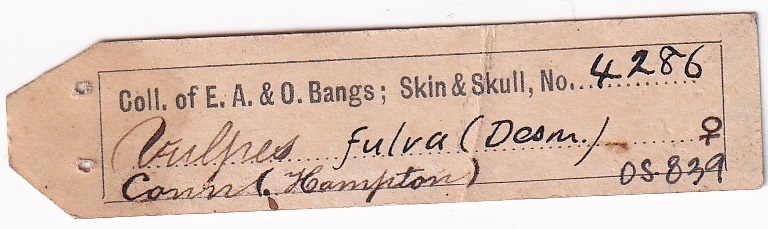 Coll. of E. A. & O. Bangs; Skin & Skull, No. 4286
Vulpes fulva (Desm.) ♀
Conn (. Hampton) OS-839